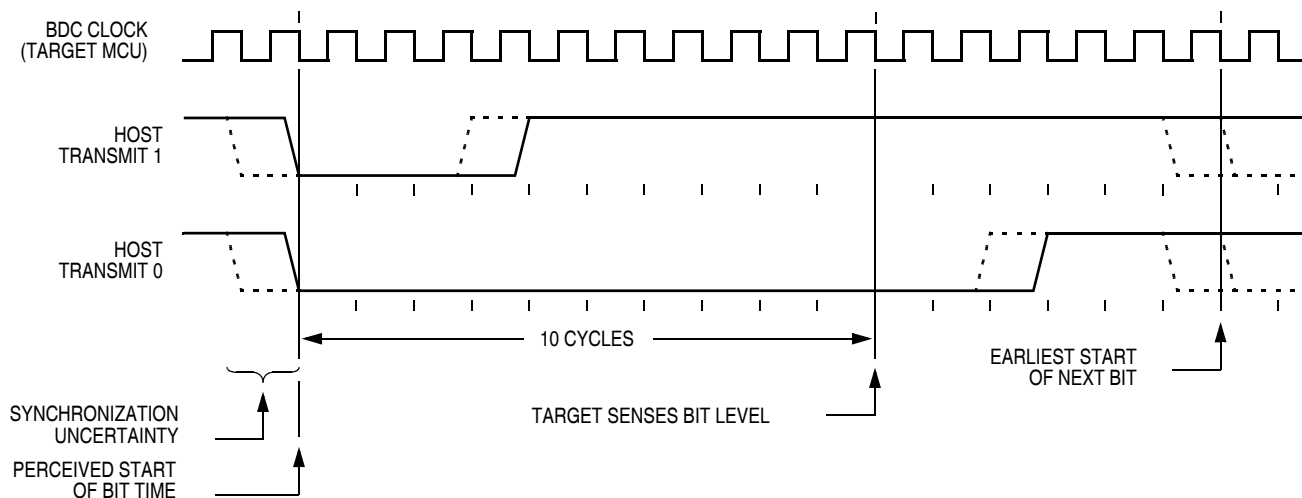 BDC CLOCK
(TARGET MCU)
HOST
TRANSMIT 1
HOST
TRANSMIT 0
10 CYCLES
EARLIEST START
OF NEXT BIT
SYNCHRONIZATION
UNCERTAINTY
TARGET SENSES BIT LEVEL
PERCEIVED START
OF BIT TIME